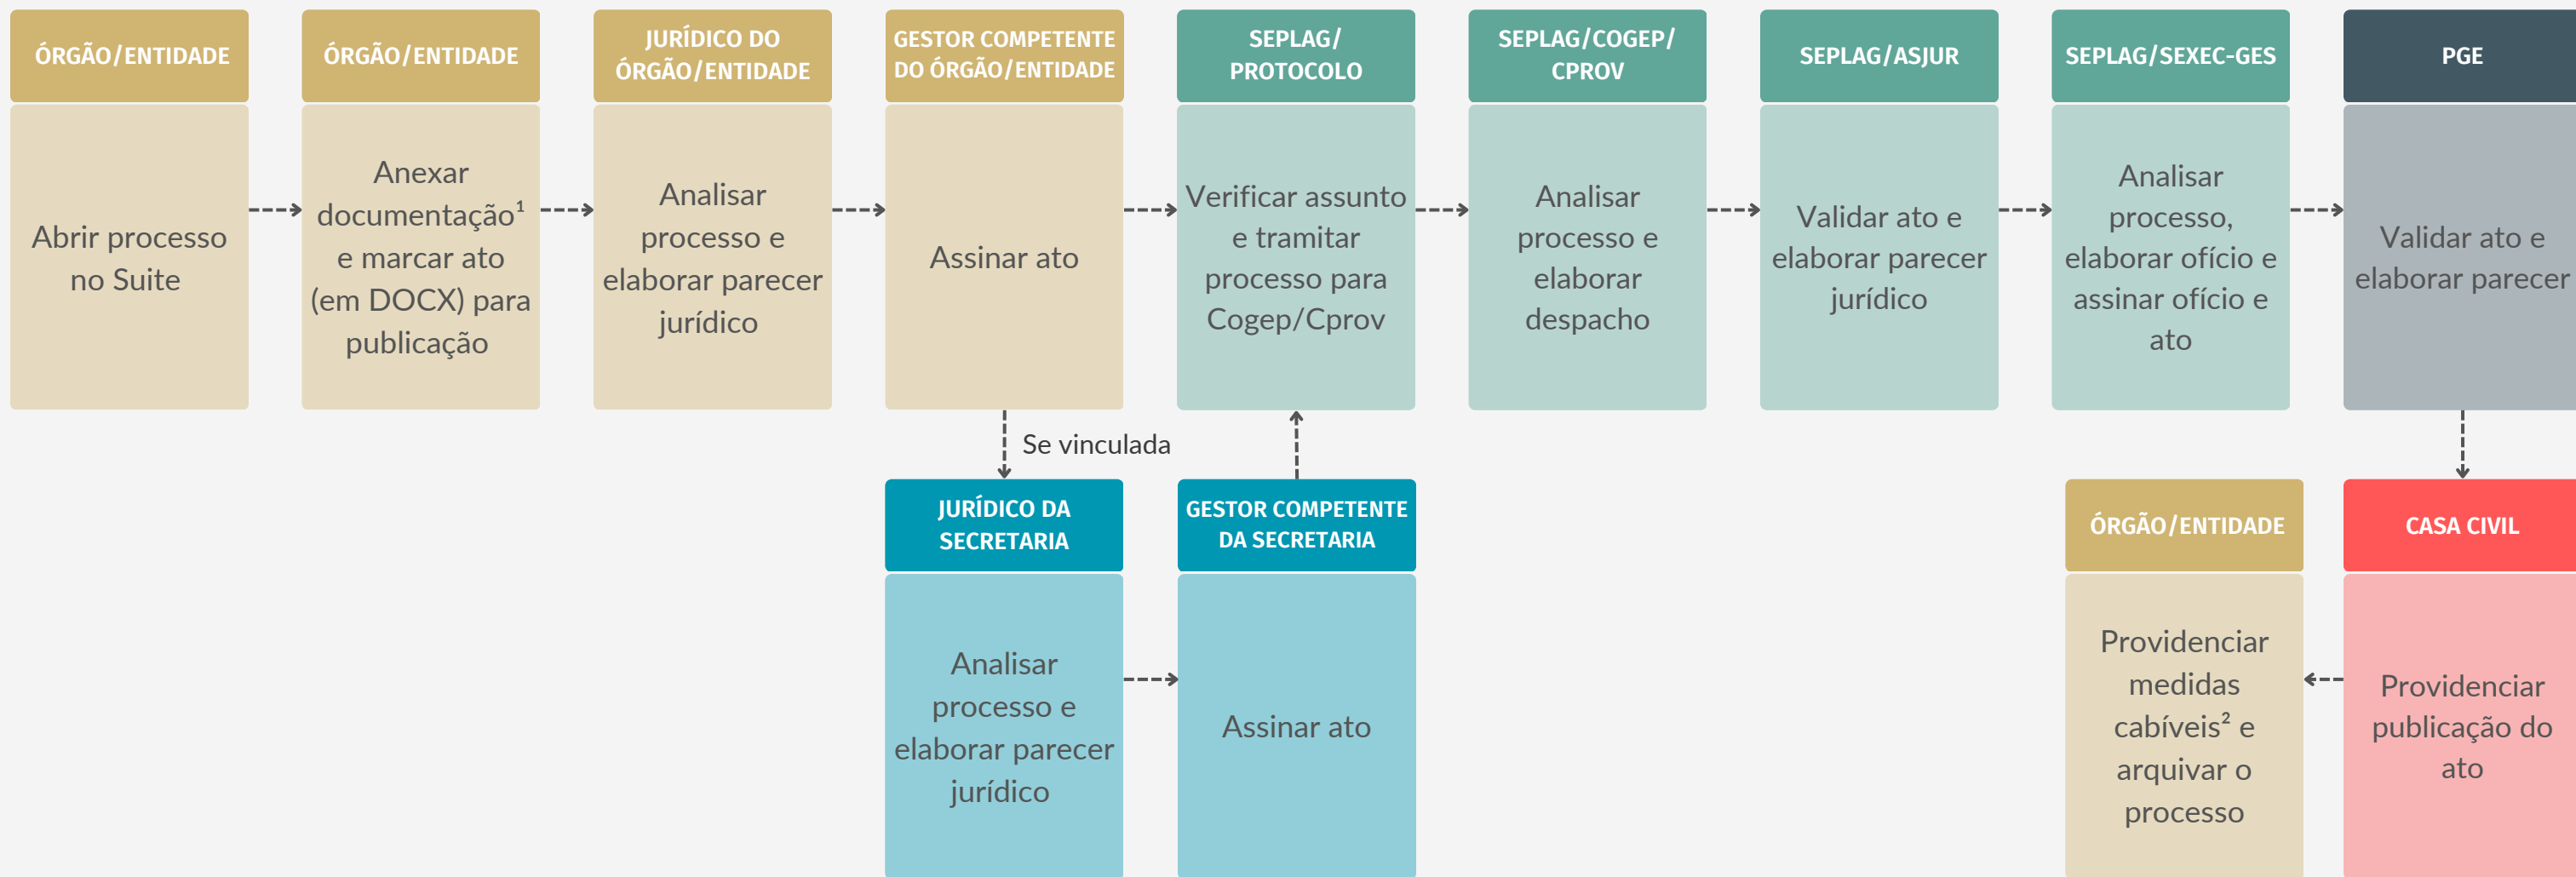 ÓRGÃO/ENTIDADE
Abrir processo
no Suite
ÓRGÃO/ENTIDADE
Anexar
documentação¹
e marcar ato
(em DOCX) para
publicação
JURÍDICO DO
ÓRGÃO/ENTIDADE
Analisar
processo e
elaborar parecer
jurídico
GESTOR COMPETENTE
DO ÓRGÃO/ENTIDADE
Assinar ato
SEPLAG/
PROTOCOLO
Verificar assunto
e tramitar
processo para
Cogep/Cprov
SEPLAG/COGEP/
CPROV
Analisar
processo e
elaborar
despacho
SEPLAG/ASJUR
Validar ato e
elaborar parecer
jurídico
SEPLAG/SEXEC-GES
Analisar
processo,
elaborar ofício e
assinar ofício e
ato
PGE
Validar ato e
elaborar parecer
Se vinculada
JURÍDICO DA
SECRETARIA
Analisar
processo e
elaborar parecer
jurídico
GESTOR COMPETENTE
DA SECRETARIA
Assinar ato
ÓRGÃO/ENTIDADE
Providenciar
medidas
cabíveis² e
arquivar o
processo
CASA CIVIL
Providenciar
publicação do
ato